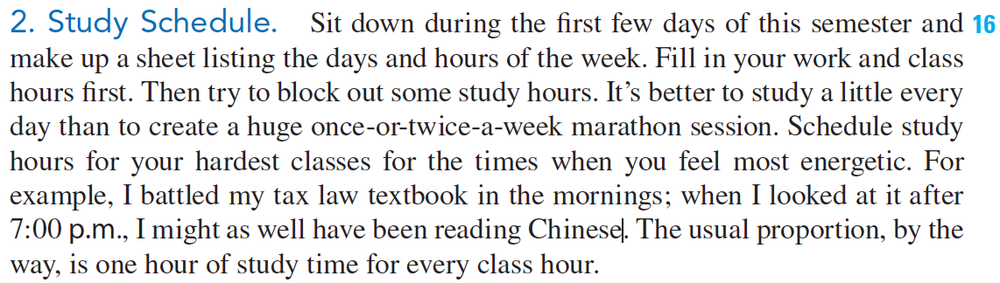 2. Study Schedule. Sit down during the first few days of this semester and 16
make up a sheet listing the days and hours of the week. Fill in your work and class
hours first. Then try to block out some study hours. It’s better to study a little every
day than to create a huge once-or-twice-a-week marathon session. Schedule study
hours for your hardest classes for the times when you feel most energetic. For
example, I battled my tax law textbook in the mornings; when I looked at it after
7:00 p.m., I might as well have been reading Chinese. The usual proportion, by the
way, is one hour of study time for every class hour.